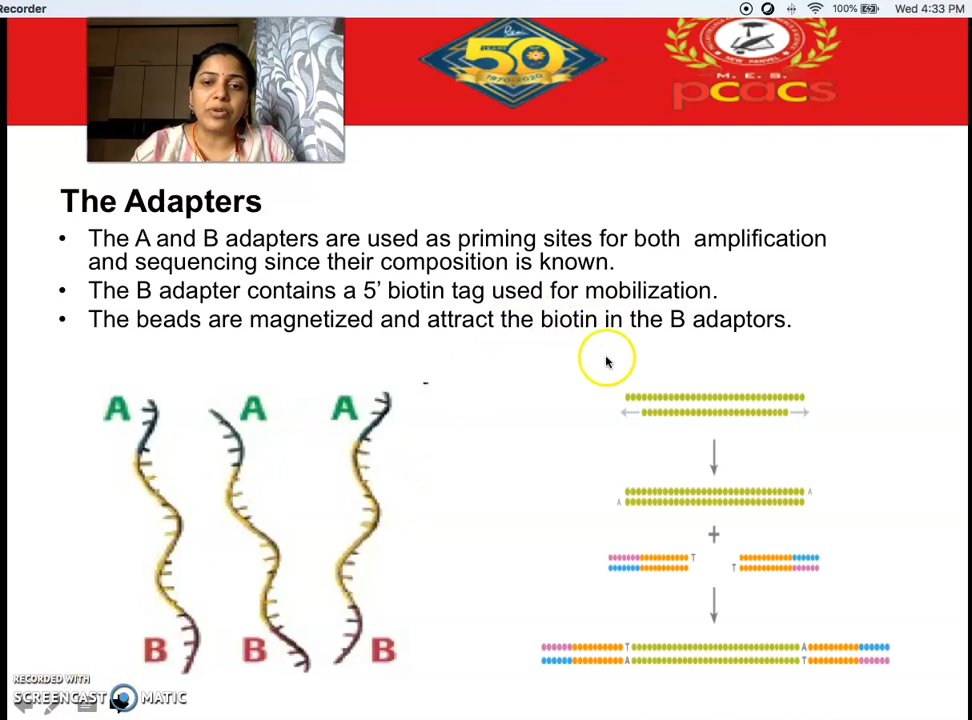 Recorder
100%
Wed 4:33 PM
50
1970-2020
NEW PANVEL
M. E. S.
pcacs
The Adapters
• The A and B adapters are used as priming sites for both amplification
and sequencing since their composition is known.
• The B adapter contains a 5’ biotin tag used for mobilization.
• The beads are magnetized and attract the biotin in the B adaptors.
A A A
B B B
A
A
T
T
T A
A T
RECORDED WITH
SCREENCAST MATIC